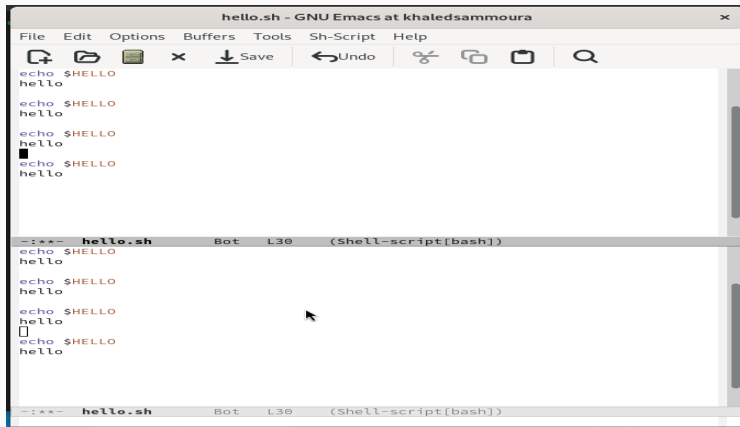 hello.sh - GNU Emacs at khaledsammoura
File Edit Options Buffers Tools Sh-Script Help
Save Undo
echo $HELLO
hello
echo $HELLO
hello
echo $HELLO
hello
echo $HELLO
hello
-:**- hello.sh Bot L30 (Shell-script[bash])
echo $HELLO
hello
echo $HELLO
hello
echo $HELLO
hello
echo $HELLO
hello
-:**- hello.sh Bot L30 (Shell-script[bash])